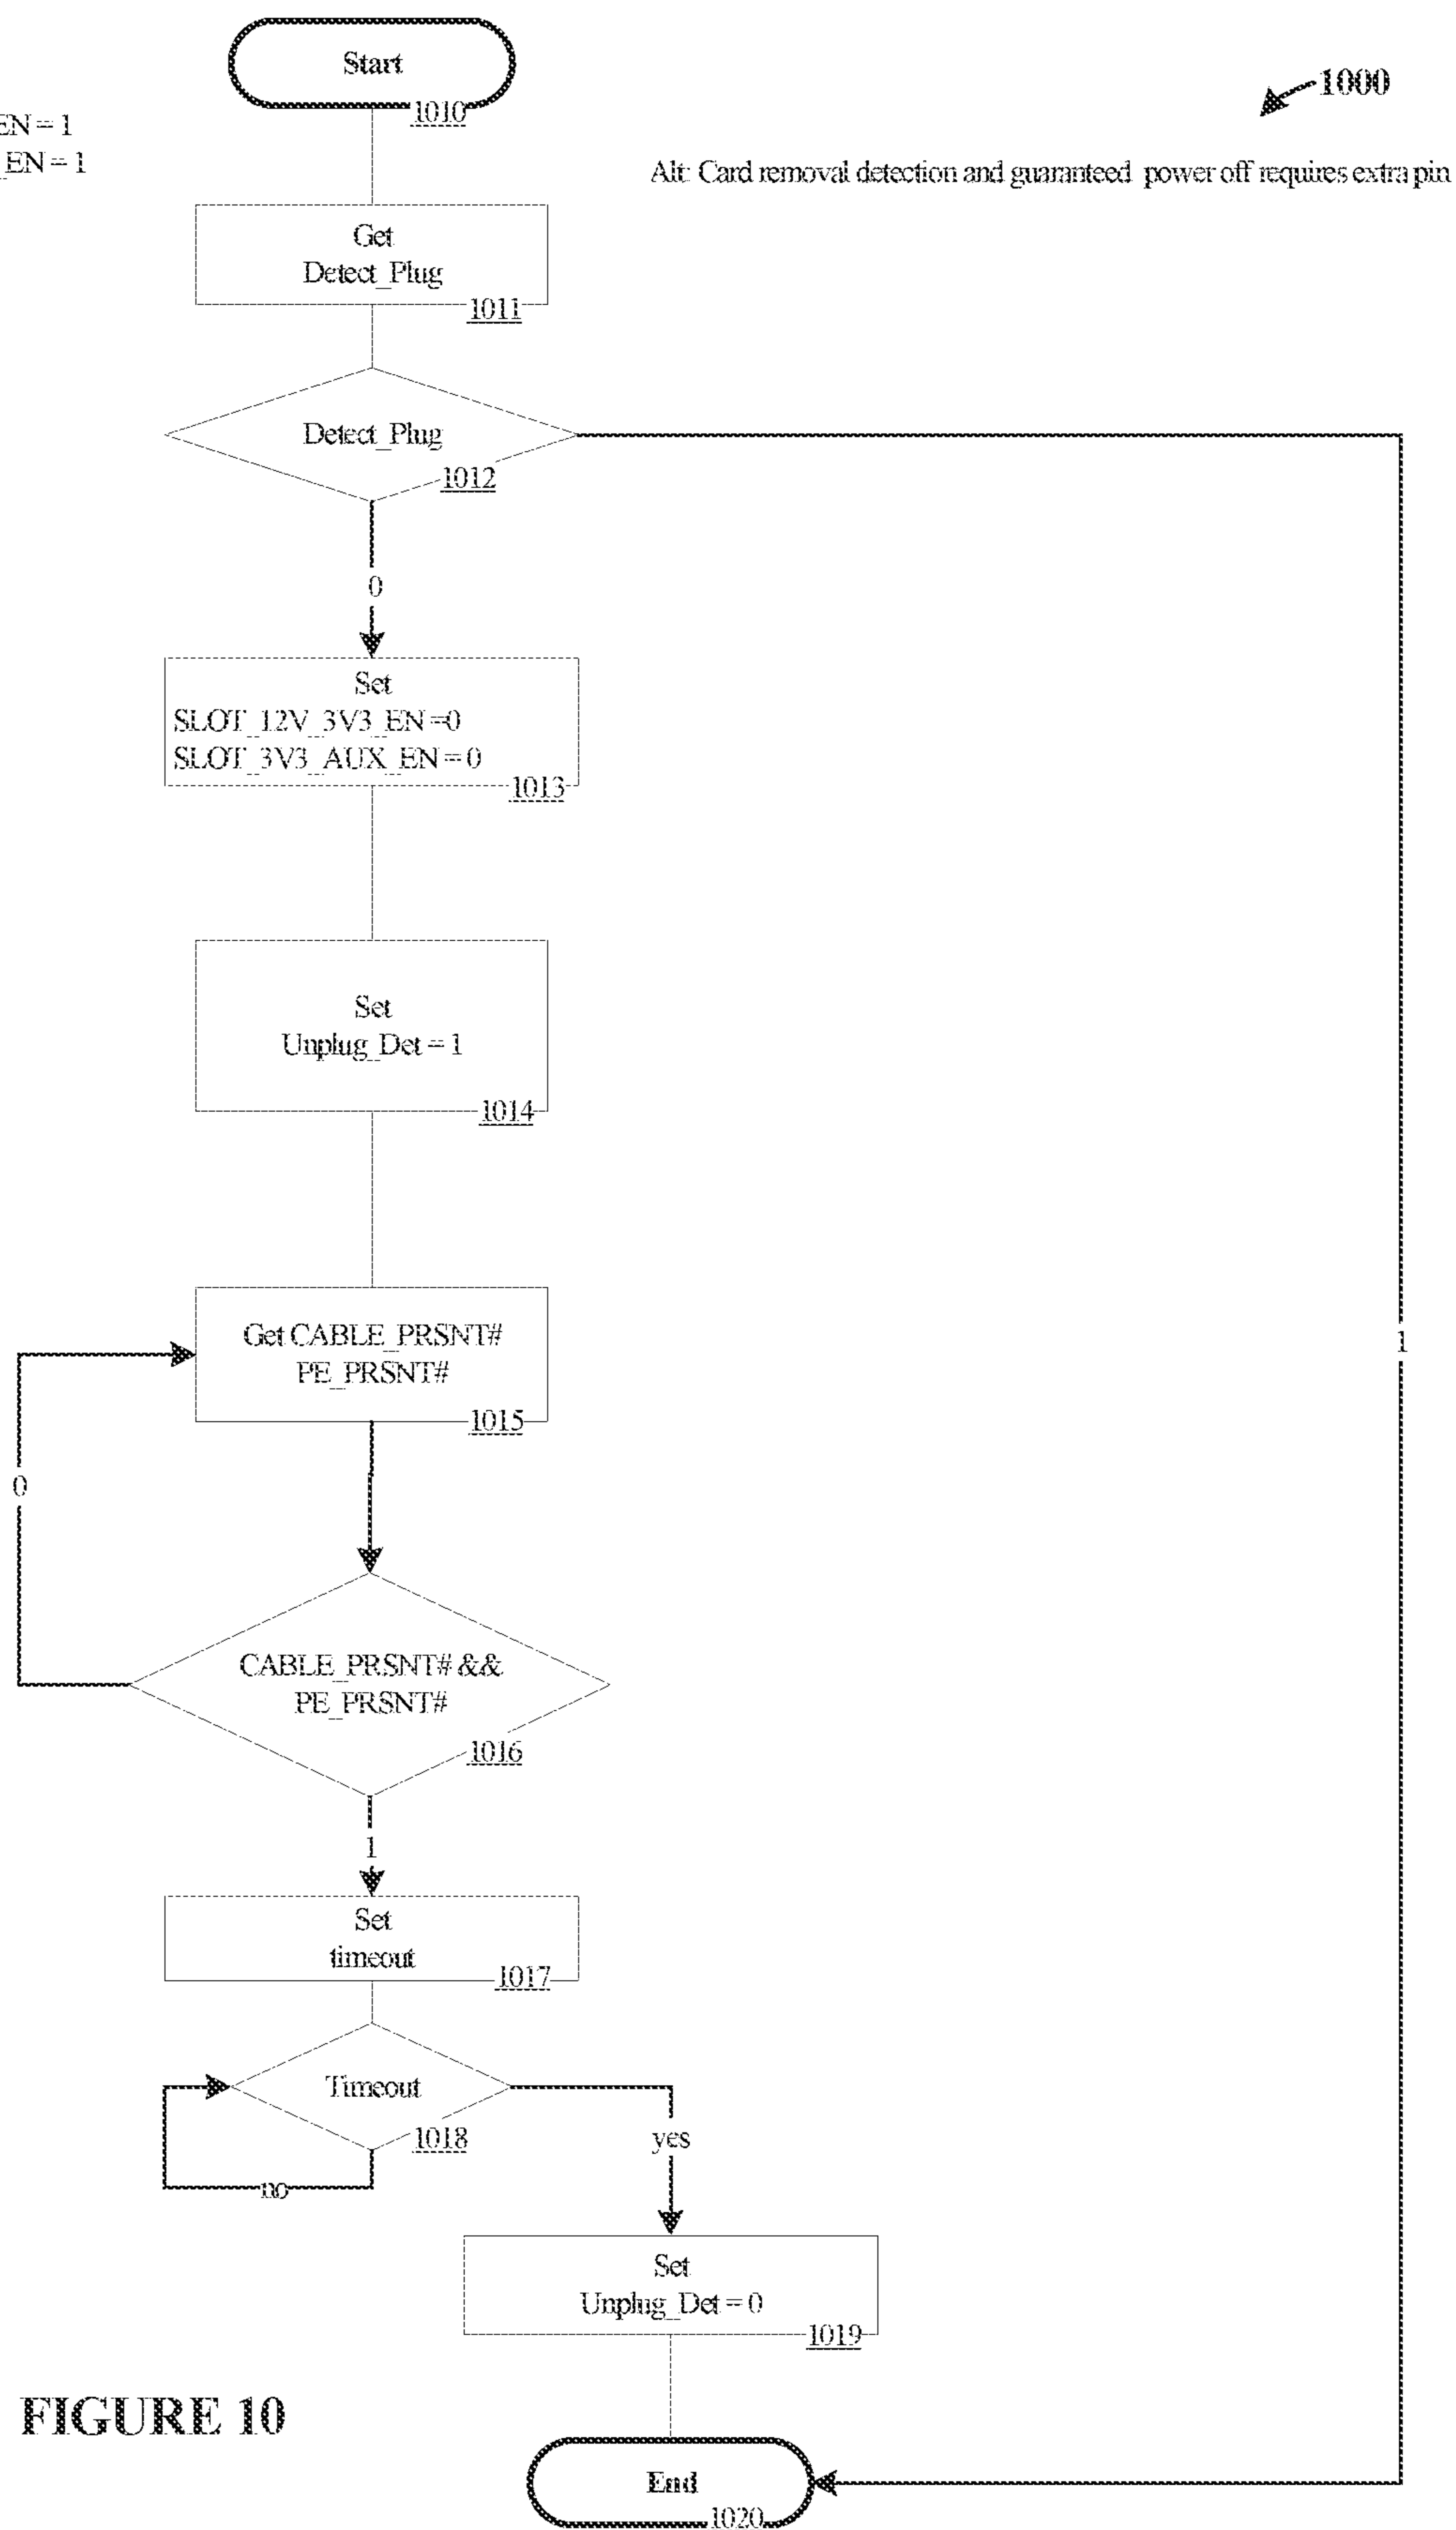 Start
1010
1000
EN = 1
_EN = 1
Alt: Card removal detection and guaranteed power off requires extra pin
Get
Detect_Plug
1011
Detect_Plug
1012
0
Set
SLOT_12V_3V3_EN =0
SLOT_3V3_AUX_EN = 0
1013
Set
Unplug_Det = 1
1014
Get CABLE_PRSNT#
PE_PRSNT#
1015
1
0
CABLE_PRSNT# &&
PE_PRSNT#
1016
1
Set
timeout
1017
Timeout
1018
yes
no
Set
Unplug_Det = 0
1019
FIGURE 10
End
1020